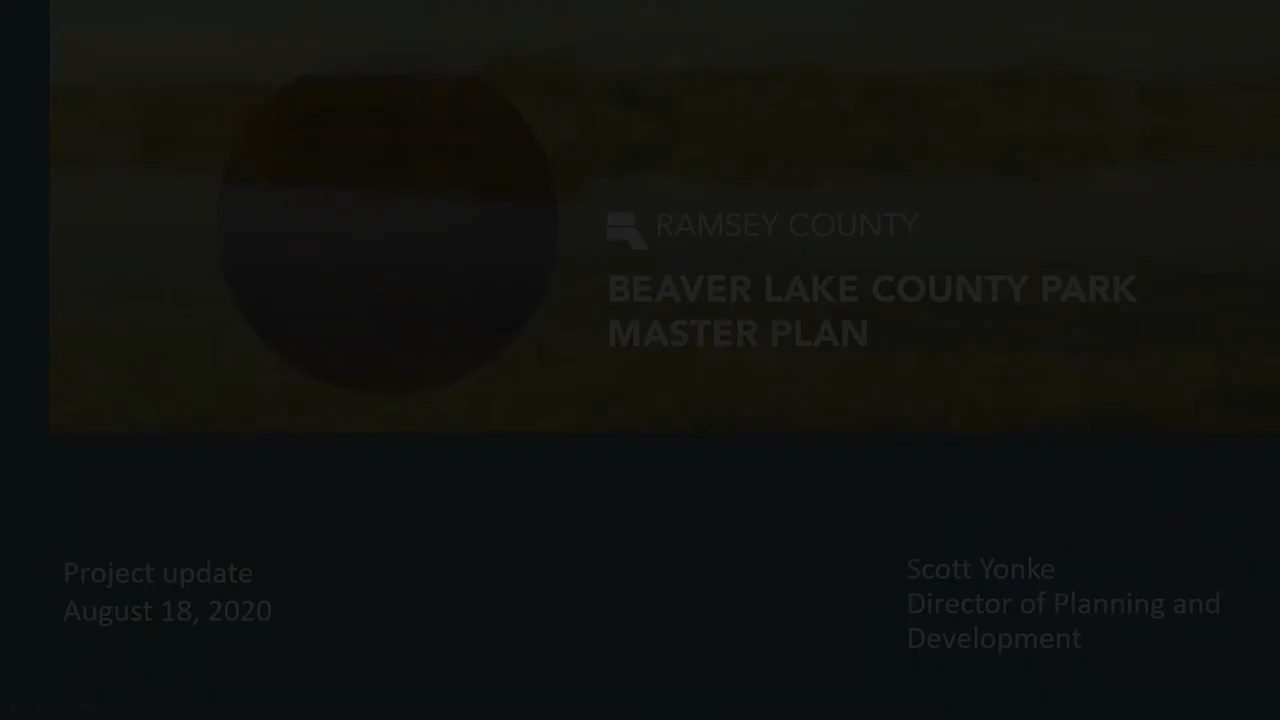 RAMSEY COUNTY
BEAVER LAKE COUNTY PARK
MASTER PLAN
Project update
August 18, 2020
Scott Yonke
Director of Planning and
Development